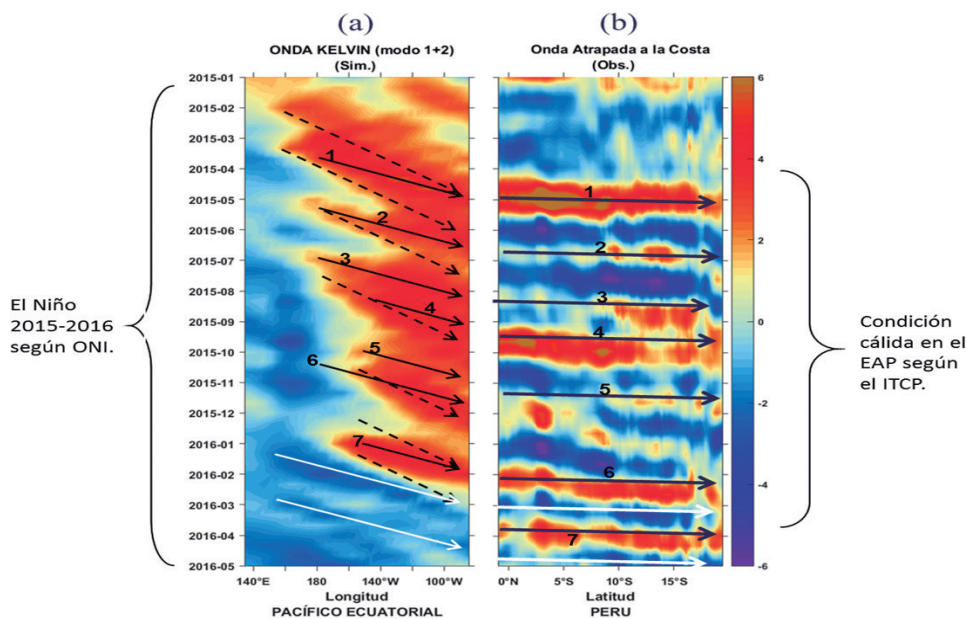 (a)
ONDA KELVIN (modo 1+2)
(Sim.)
2015-01
2015-02
2015-03
2015-04
2015-05
2015-06
2015-07
2015-08
2015-09
2015-10
2015-11
2015-12
2016-01
2016-02
2016-03
2016-04
2016-05
1
2
3
4
5
6
7
140°E 180 140°W 100°W
Longitud
PACÍFICO ECUATORIAL
El Niño
2015-2016
según ONI.
(b)
Onda Atrapada a la Costa
(Obs.)
1
2
3
4
5
6
7
0°N 5°S 10°S 15°S
Latitud
PERU
6
4
2
0
-2
-4
-6
Condición
cálida en el
EAP según
el ITCP.